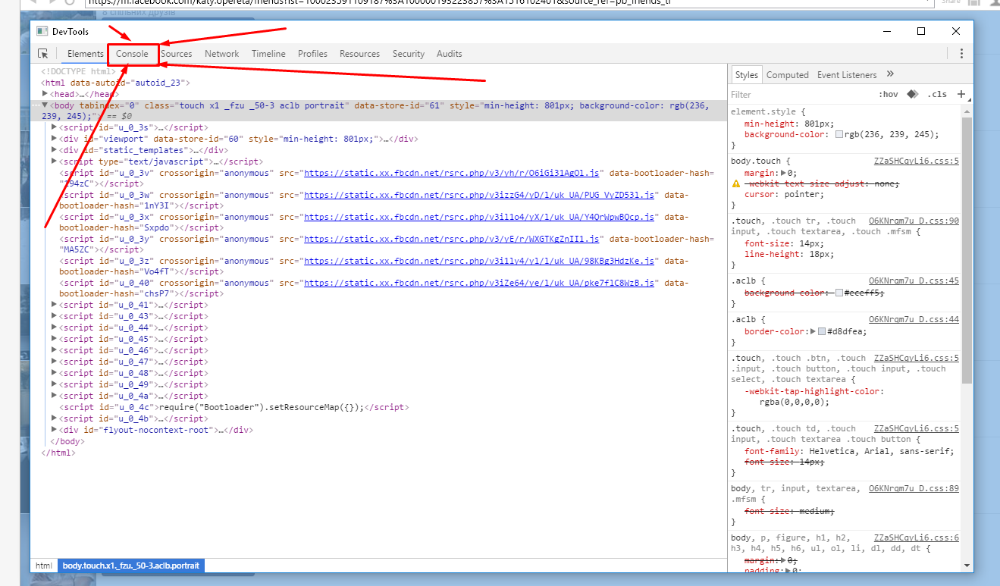 8 спільних друзів
DevTools
Elements Console Sources Network Timeline Profiles Resources Security Audits
<!DOCTYPE html>
<html data-autoid="autoid_23">
<head>…</head>
<body tabindex="0" class="touch x1 _fzu _50-3 aclb portrait" data-store-id="61" style="min-height: 801px; background-color: rgb(236,
239, 245);"> == $0
<script id="u_0_3s">…</script>
<div id="viewport" data-store-id="60" style="min-height: 801px;">…</div>
<div id="static_templates">…</div>
<script type="text/javascript">…</script>
<script id="u_0_3v" crossorigin="anonymous" src="https://static.xx.fbcdn.net/rsrc.php/v3/yh/r/O6iGi31AgOl.js" data-bootloader-hash=
"194zC"></script>
<script id="u_0_3w" crossorigin="anonymous" src="https://static.xx.fbcdn.net/rsrc.php/v3izzG4/yD/l/uk_UA/PUG_VyZD53l.js" data-
bootloader-hash="1nY3I"></script>
<script id="u_0_3x" crossorigin="anonymous" src="https://static.xx.fbcdn.net/rsrc.php/v3il1o4/yX/l/uk_UA/Y4QrWpwBQcp.js" data-
bootloader-hash="Sxpdo"></script>
<script id="u_0_3y" crossorigin="anonymous" src="https://static.xx.fbcdn.net/rsrc.php/v3/yE/r/WXGTKgZnII1.js" data-bootloader-hash=
"MA5ZC"></script>
<script id="u_0_3z" crossorigin="anonymous" src="https://static.xx.fbcdn.net/rsrc.php/v3i1ly4/yl/l/uk_UA/98KBg3HdzKe.js" data-
bootloader-hash="Vo4fT"></script>
<script id="u_0_40" crossorigin="anonymous" src="https://static.xx.fbcdn.net/rsrc.php/v3iZe64/ye/l/uk_UA/pke7flC8WzB.js" data-
bootloader-hash="chsP7"></script>
<script id="u_0_41">…</script>
<script id="u_0_43">…</script>
<script id="u_0_44">…</script>
<script id="u_0_45">…</script>
<script id="u_0_46">…</script>
<script id="u_0_47">…</script>
<script id="u_0_48">…</script>
<script id="u_0_49">…</script>
<script id="u_0_4a">…</script>
<script id="u_0_4c">require("Bootloader").setResourceMap({});</script>
<script id="u_0_4b">…</script>
<div id="flyout-nocontext-root">…</div>
</body>
</html>
html body.touch.x1._fzu._50-3.aclb.portrait
Styles Computed Event Listeners »
Filter :hov .cls +
element.style {
min-height: 801px;
background-color: rgb(236, 239, 245);
}
body.touch { ZZaSHCqyLi6.css:5
margin: 0;
-webkit-text-size-adjust: none;
cursor: pointer;
}
.touch, .touch tr, .touch O6KNrqm7u_D.css:90
input, .touch textarea, .touch .mfsm {
font-size: 14px;
line-height: 18px;
}
.aclb { O6KNrqm7u_D.css:45
background-color: #eceff5;
}
.aclb { O6KNrqm7u_D.css:44
border-color: #d8dfea;
}
.touch, .touch .btn, .touch ZZaSHCqyLi6.css:5
.input, .touch button, .touch input, .touch
select, .touch textarea {
-webkit-tap-highlight-color:
rgba(0,0,0,0);
}
.touch, .touch td, .touch ZZaSHCqyLi6.css:5
input, .touch textarea .touch button {
font-family: Helvetica, Arial, sans-serif;
font-size: 14px;
}
body, tr, input, textarea, O6KNrqm7u_D.css:89
.mfsm {
font-size: medium;
}
body, p, figure, h1, h2, ZZaSHCqyLi6.css:6
h3, h4, h5, h6, ul, ol, li, dl, dd, dt {
margin: 0;
padding: 0;